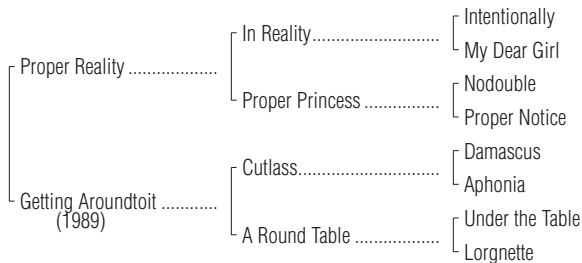 Intentionally
In Reality........................
My Dear Girl
Proper Reality ..................
Nodouble
Proper Princess ...............
Proper Notice
Damascus
Cutlass...........................
Aphonia
Getting Aroundtoit ...........
(1989)
Under the Table
A Round Table .................
Lorgnette